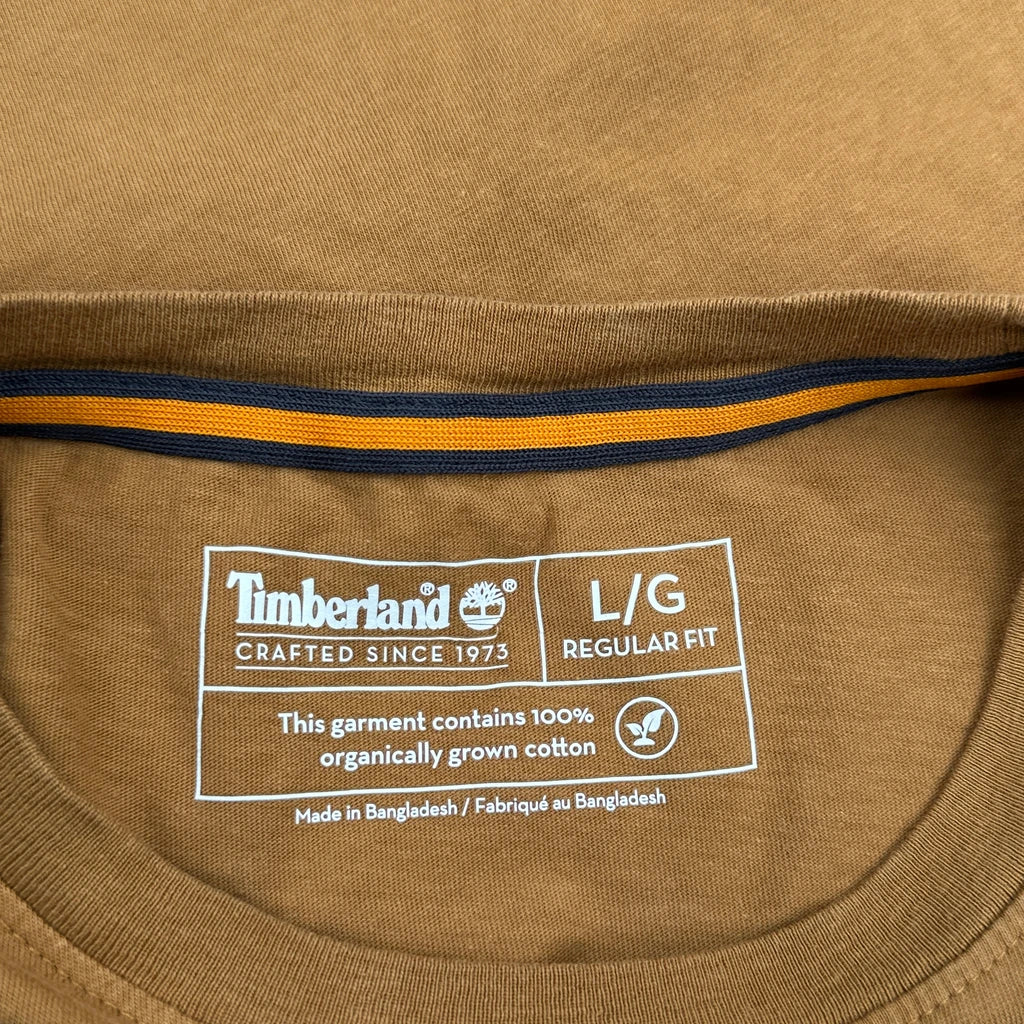 Timberland® ®
CRAFTED SINCE 1973
L/G
REGULAR FIT
This garment contains 100%
organically grown cotton
Made in Bangladesh / Fabriqué au Bangladesh